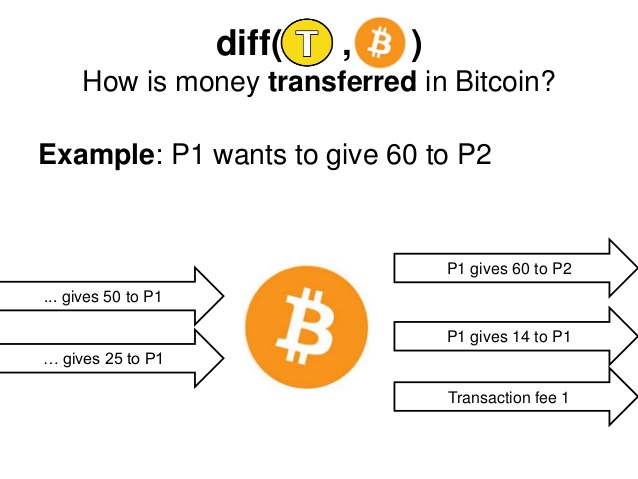 diff( T , ₿ )
How is money transferred in Bitcoin?
Example: P1 wants to give 60 to P2
... gives 50 to P1
… gives 25 to P1
P1 gives 60 to P2
P1 gives 14 to P1
Transaction fee 1